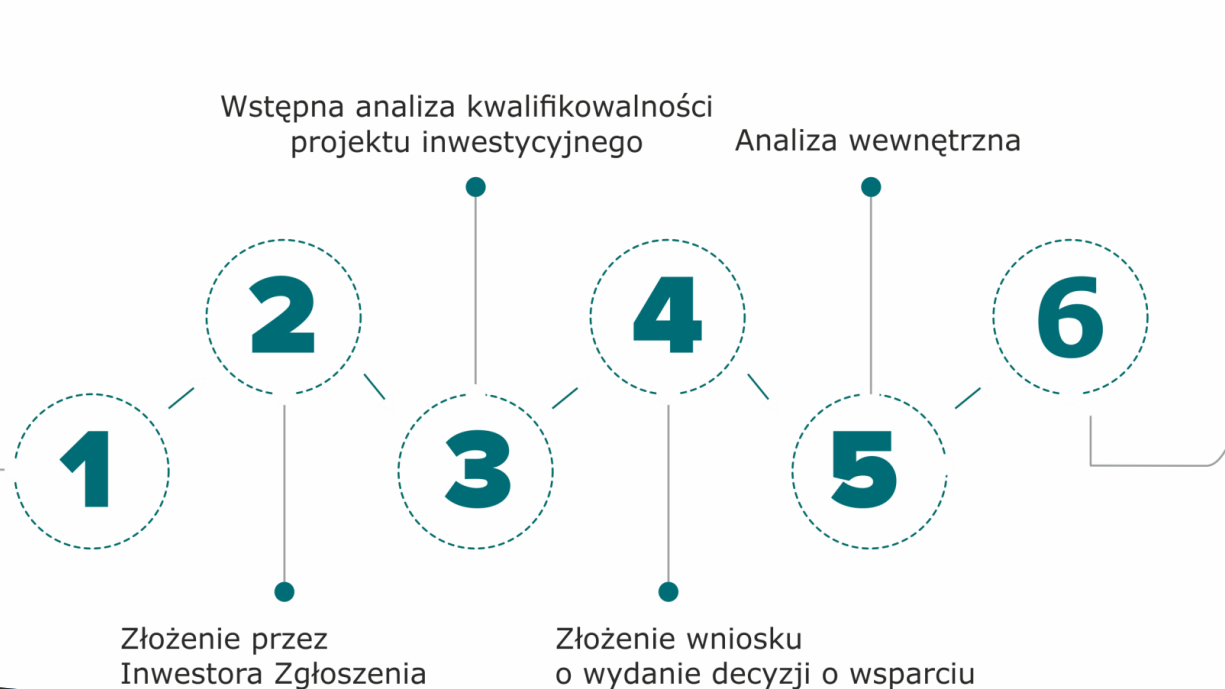 Wstępna analiza kwalifikowalności
projektu inwestycyjnego
Analiza wewnętrzna
2
4
6
1
3
5
Złożenie przez
Inwestora Zgłoszenia
Złożenie wniosku
o wydanie decyzji o wsparciu